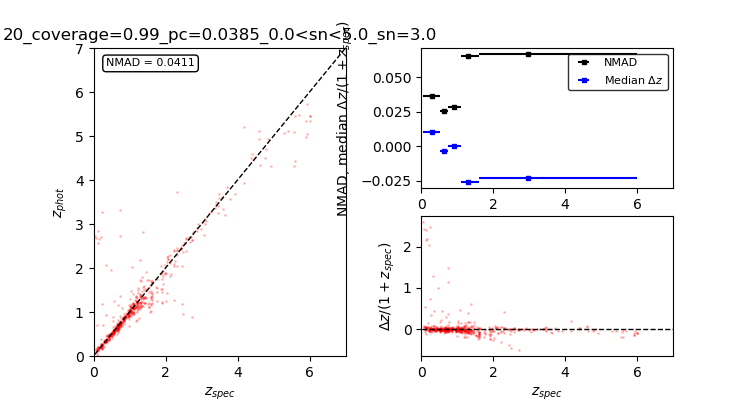 20_coverage=0.99_pc=0.0385_0.0<sn<5.0_sn=3.0
NMAD = 0.0411
7
6
5
4
3
2
1
0
z_phot
0 2 4 6
z_spec
NMAD, median Δz/(1 + z_spec)
0.050
0.025
0.000
−0.025
NMAD
Median Δz
0 2 4 6
Δz/(1 + z_spec)
2
1
0
0 2 4 6
z_spec